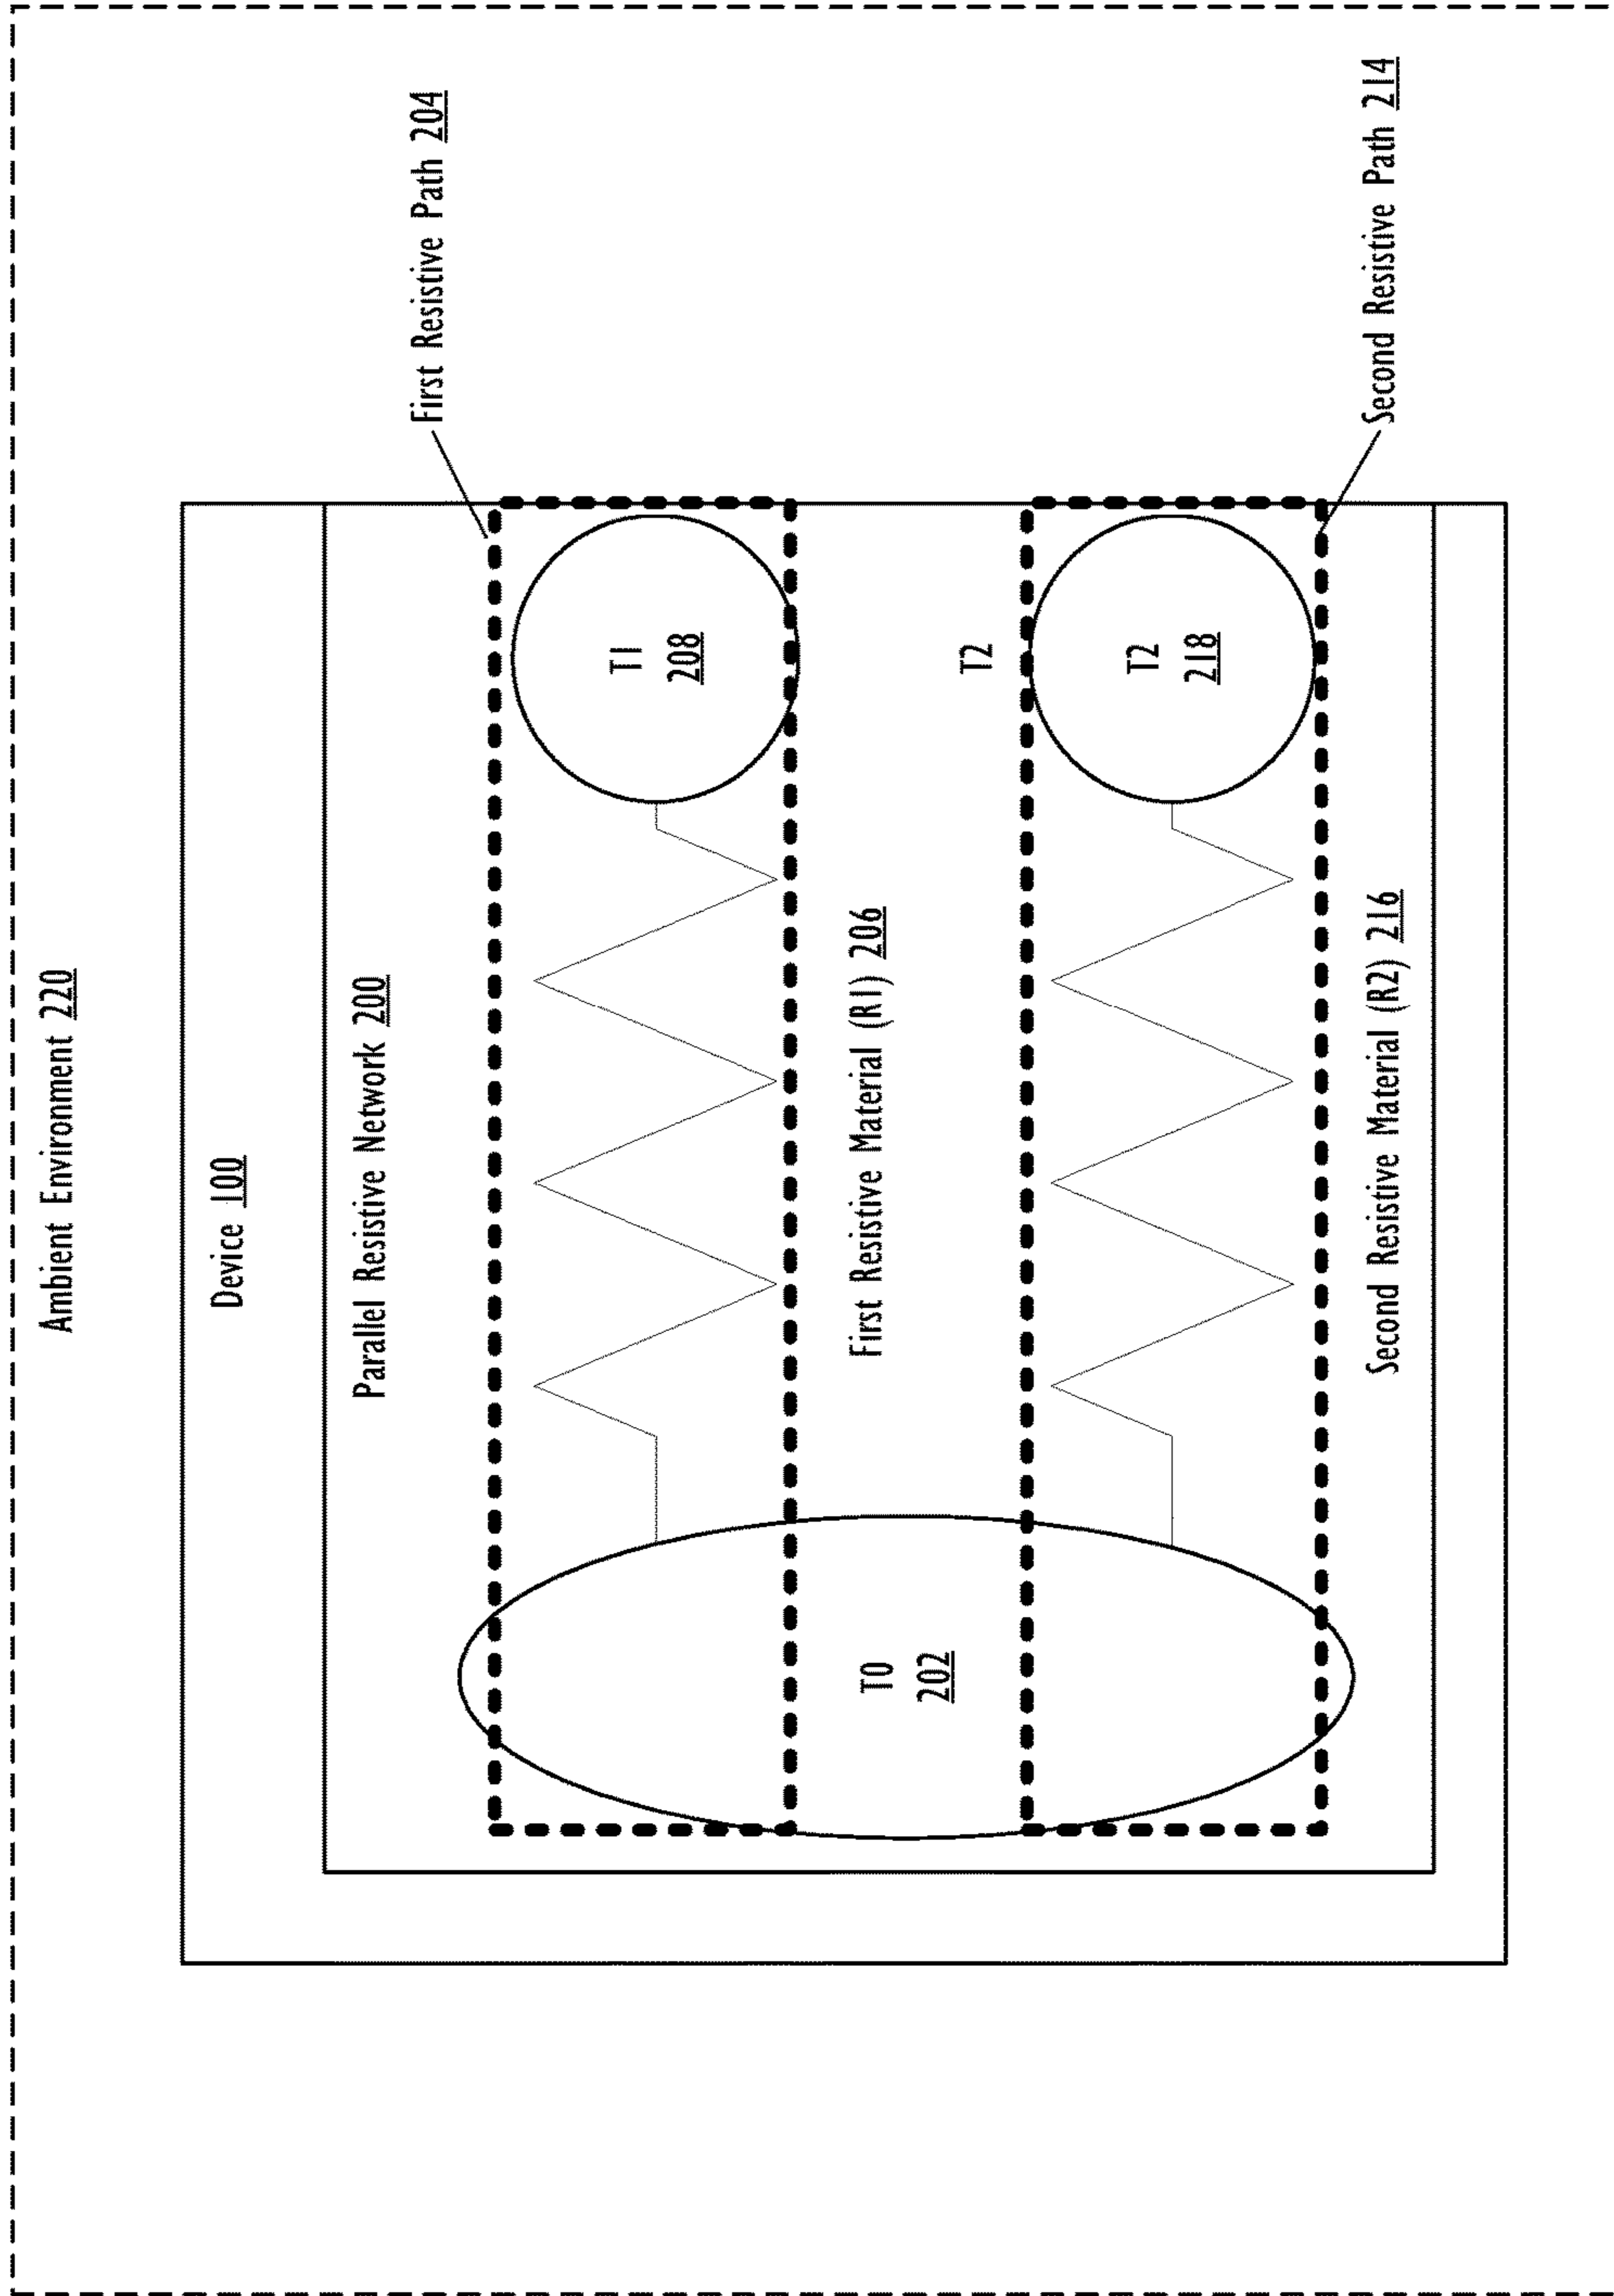 Ambient Environment 220
Device 100
Parallel Resistive Network 200
First Resistive Path 204
T1
208
First Resistive Material (R1) 206
T0
202
T2
T2
218
Second Resistive Path 214
Second Resistive Material (R2) 216